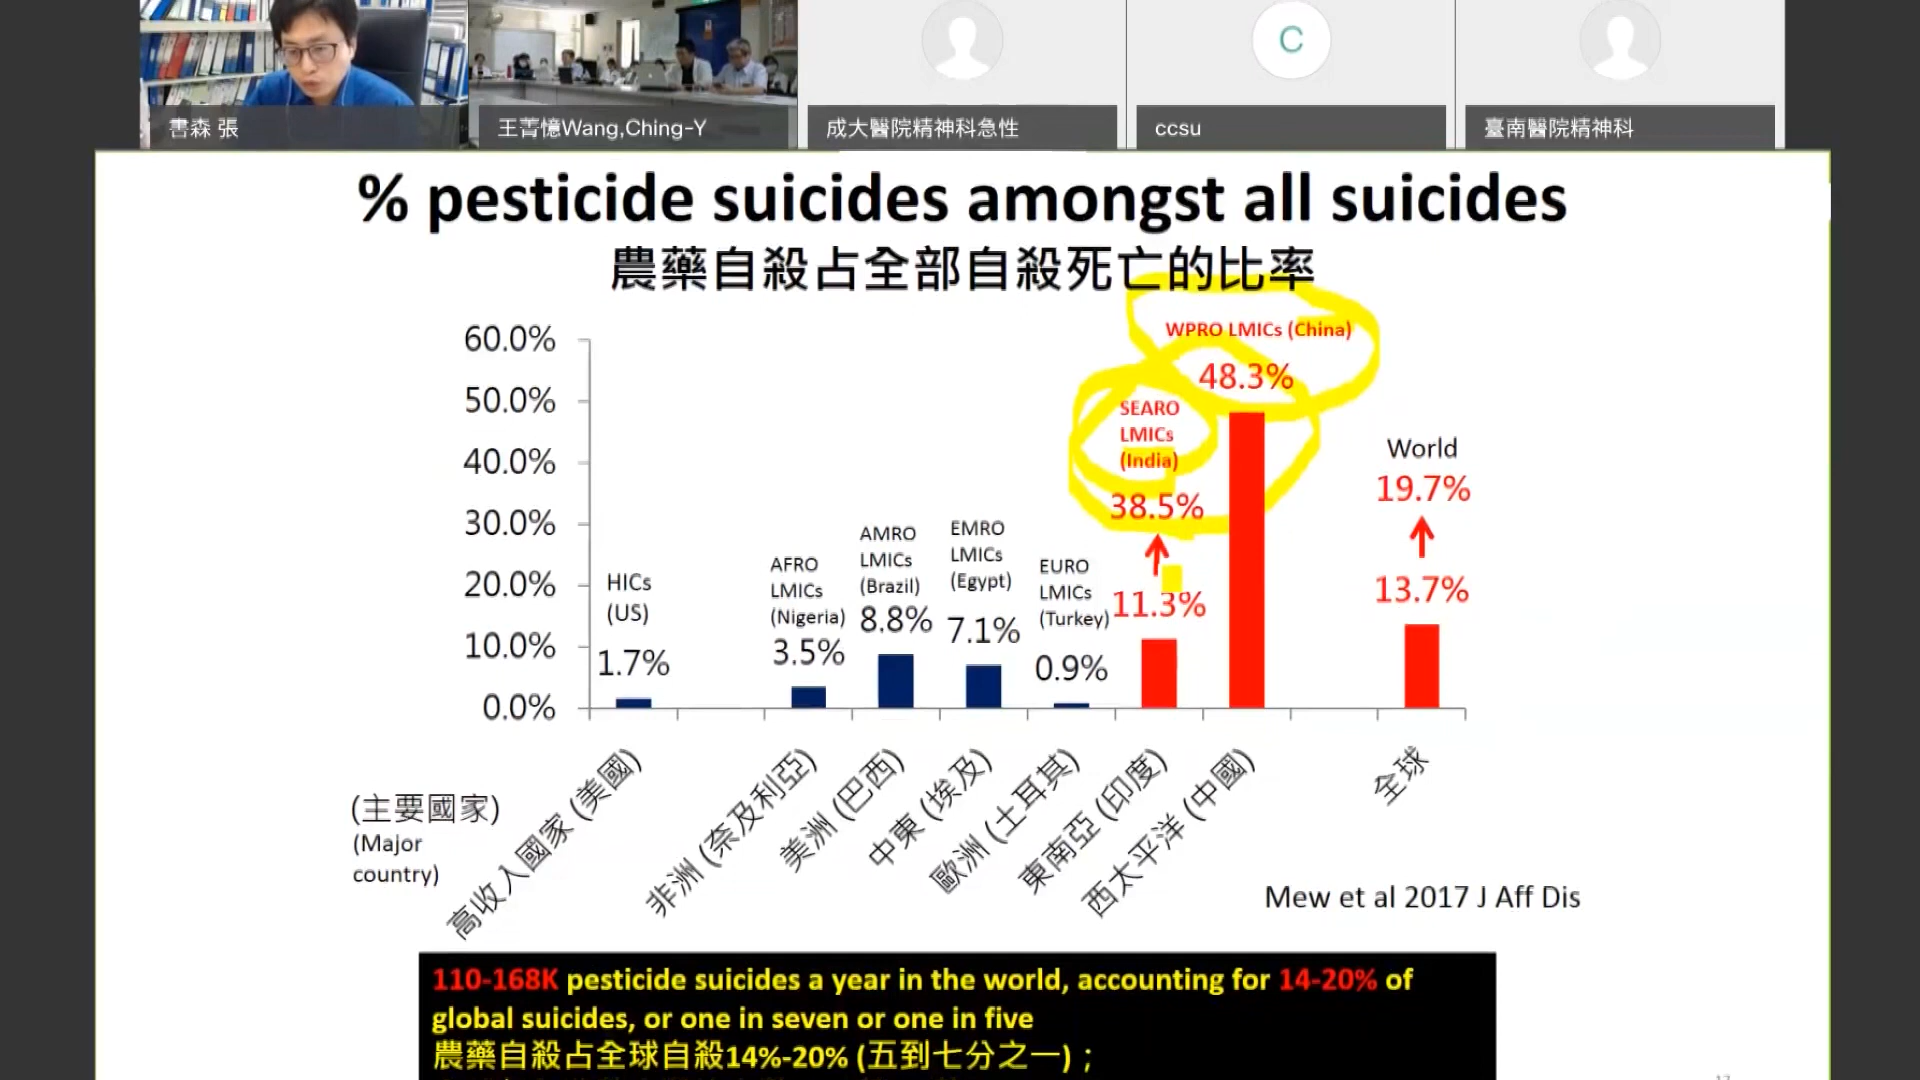 書森 張
王菁憶Wang,Ching-Y
成大醫院精神科急性
C
ccsu
臺南醫院精神科
% pesticide suicides amongst all suicides
農藥自殺占全部自殺死亡的比率
60.0%
50.0%
40.0%
30.0%
20.0%
10.0%
0.0%
HICs
(US)
1.7%
AFRO
LMICs
(Nigeria)
3.5%
AMRO
LMICs
(Brazil)
8.8%
EMRO
LMICs
(Egypt)
7.1%
EURO
LMICs
(Turkey)
0.9%
SEARO
LMICs
(India)
38.5%
11.3%
WPRO LMICs (China)
48.3%
World
19.7%
13.7%
(主要國家)
(Major
country)
高收入國家 (美國)
非洲 (奈及利亞)
美洲 (巴西)
中東 (埃及)
歐洲 (土耳其)
東南亞 (印度)
西太平洋 (中國)
全球
Mew et al 2017 J Aff Dis
110-168K pesticide suicides a year in the world, accounting for 14-20% of
global suicides, or one in seven or one in five
農藥自殺占全球自殺14%-20% (五到七分之一)；